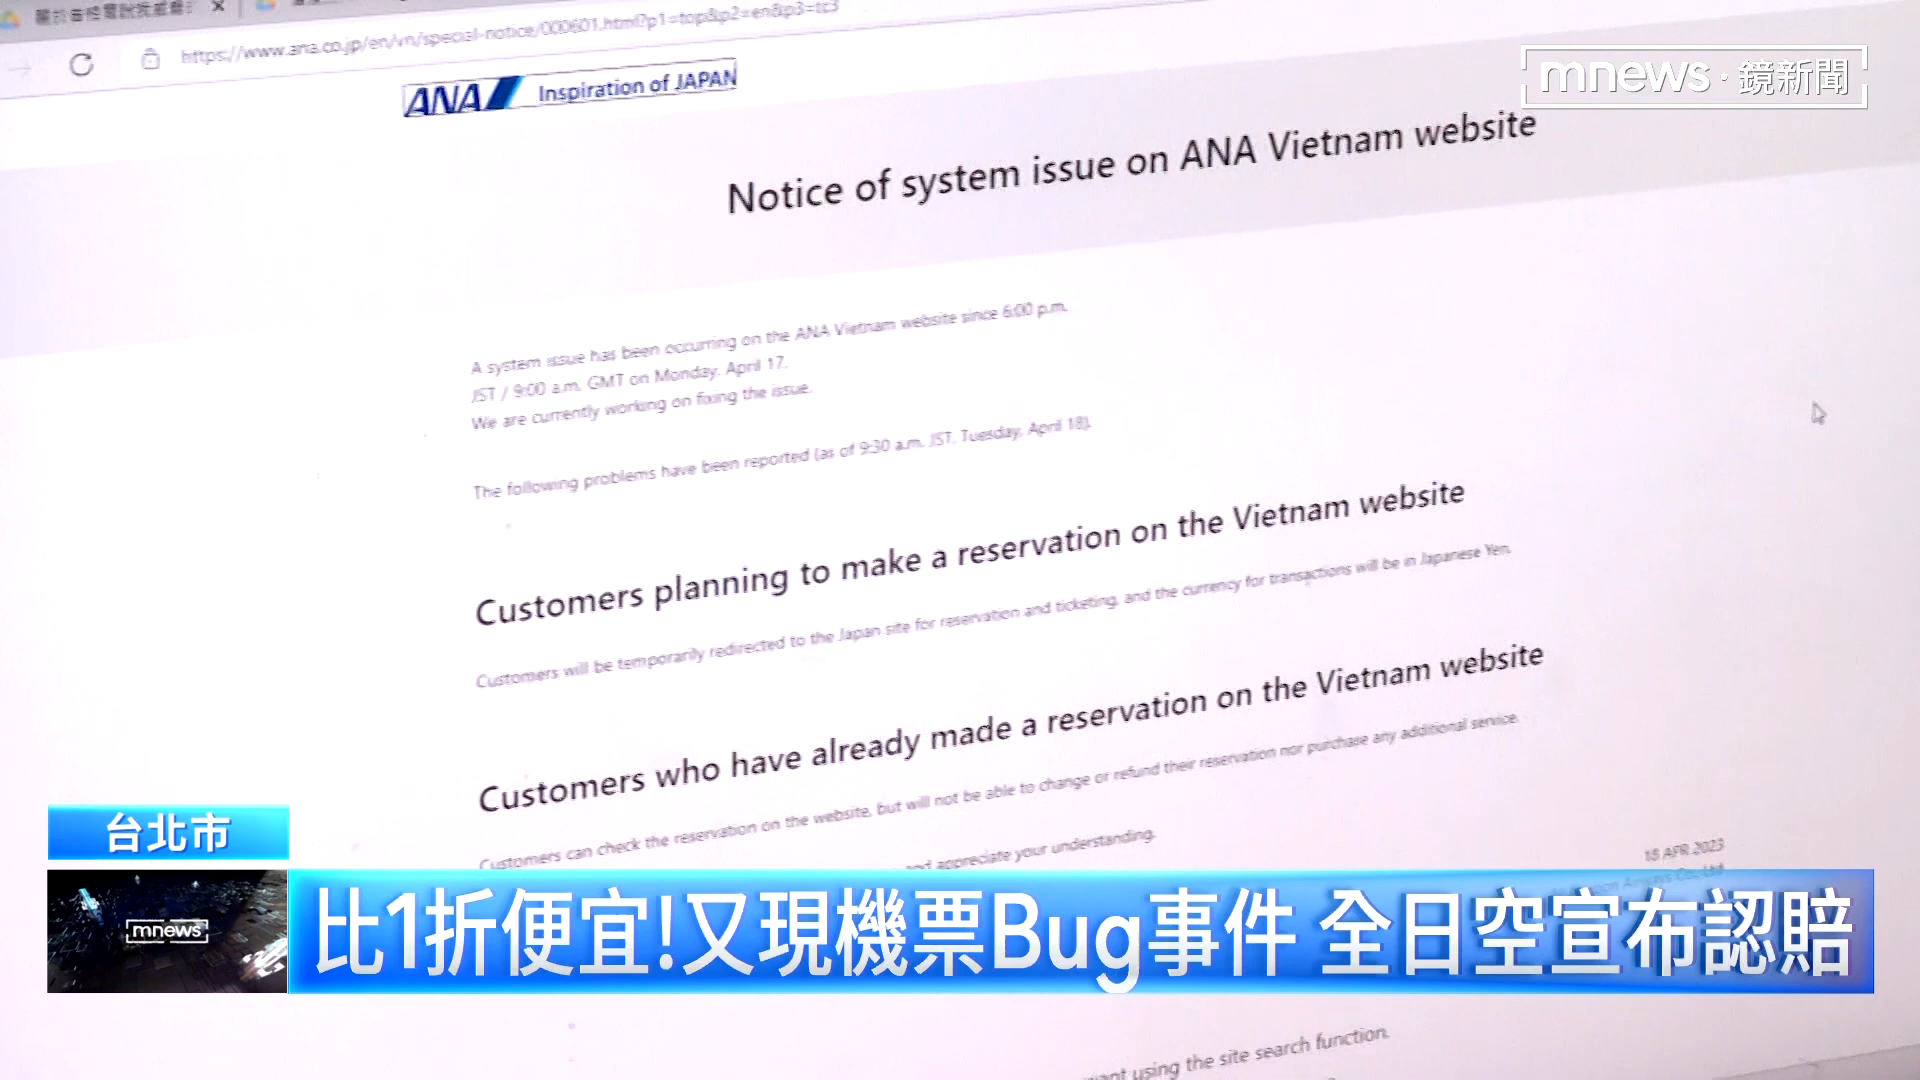 https://www.ana.co.jp/en/vn/special-notice/000601.html?p1=top&p2=en&p3=tc3
ANA Inspiration of JAPAN
mnews · 鏡新聞
Notice of system issue on ANA Vietnam website
A system issue has been occurring on the ANA Vietnam website since 6:00 p.m.
JST / 9:00 a.m. GMT on Monday, April 17.
We are currently working on fixing the issue.
The following problems have been reported (as of 9:30 a.m. JST, Tuesday, April 18).
Customers planning to make a reservation on the Vietnam website
Customers will be temporarily redirected to the Japan site for reservation and ticketing, and the currency for transactions will be in Japanese Yen.
Customers who have already made a reservation on the Vietnam website
Customers can check the reservation on the website, but will not be able to change or refund their reservation nor purchase any additional service.
and appreciate your understanding.
18 APR 2023
台北市
mnews
比1折便宜!又現機票Bug事件 全日空宣布認賠
using the site search function.